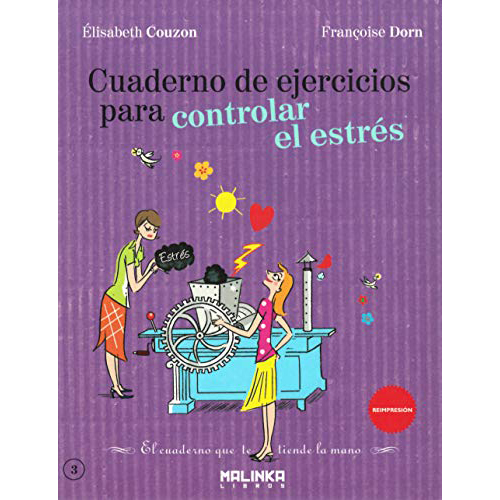 Élisabeth Couzon
Françoise Dorn
Cuaderno de ejercicios
para controlar
el estrés
Estrés
REIMPRESIÓN
El cuaderno que te tiende la mano
3
MALINKA
LIBROS